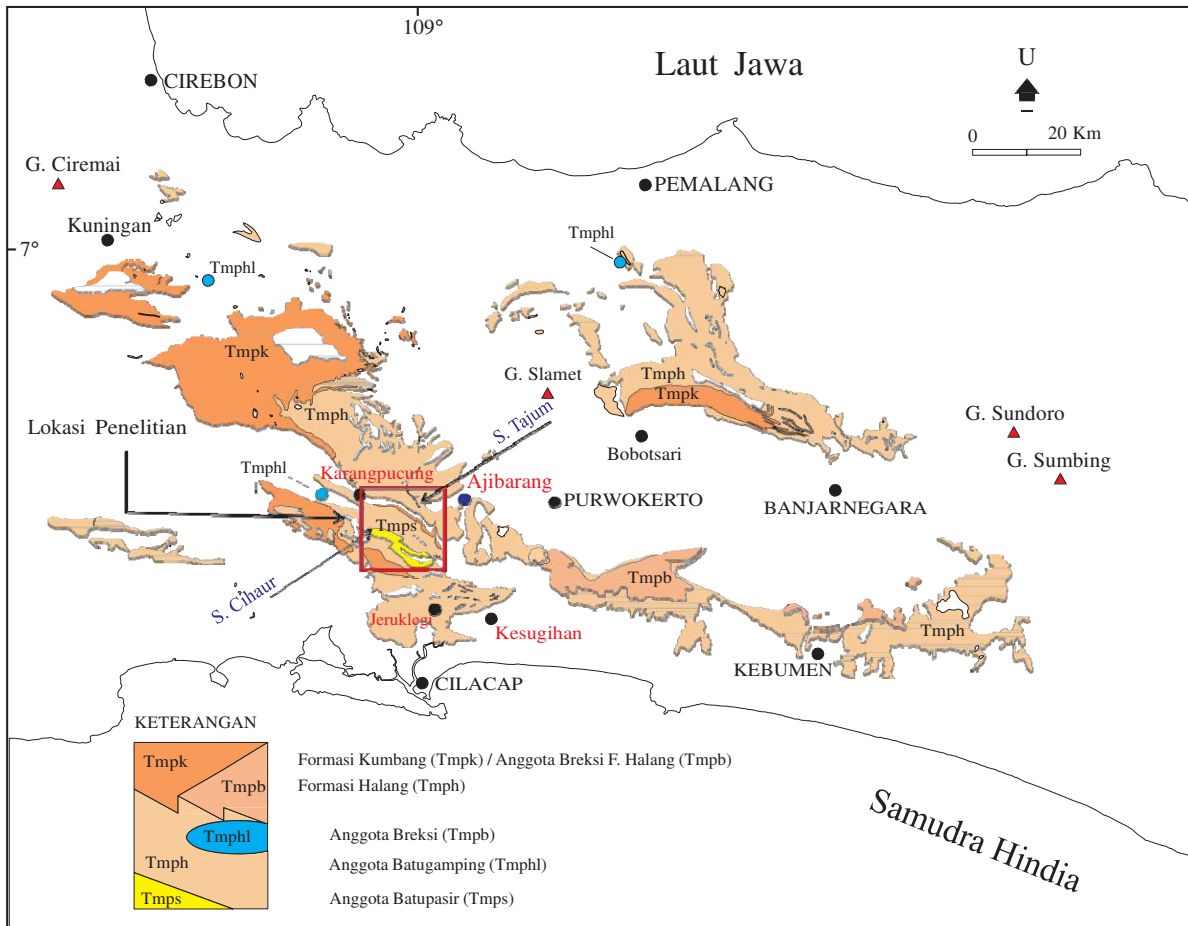 109°
Laut Jawa
U
CIREBON
0 20 Km
G. Ciremai
PEMALANG
Kuningan
7°
Tmphl
Tmphl
Tmpk
Tmph
Tmpk
G. Slamet
Tmph
S. Tajum
G. Sundoro
Lokasi Penelitian
Bobotsari
G. Sumbing
Tmphl
Karangpucung
Ajibarang
PURWOKERTO
BANJARNEGARA
Tmps
Tmpb
S. Cihaur
Jeruklegi
Kesugihan
Tmph
KEBUMEN
CILACAP
KETERANGAN
Tmpk
Formasi Kumbang (Tmpk) / Anggota Breksi F. Halang (Tmpb)
Tmpb
Formasi Halang (Tmph)
Tmphl
Anggota Breksi (Tmpb)
Tmph
Anggota Batugamping (Tmphl)
Tmps
Anggota Batupasir (Tmps)
Samudra Hindia